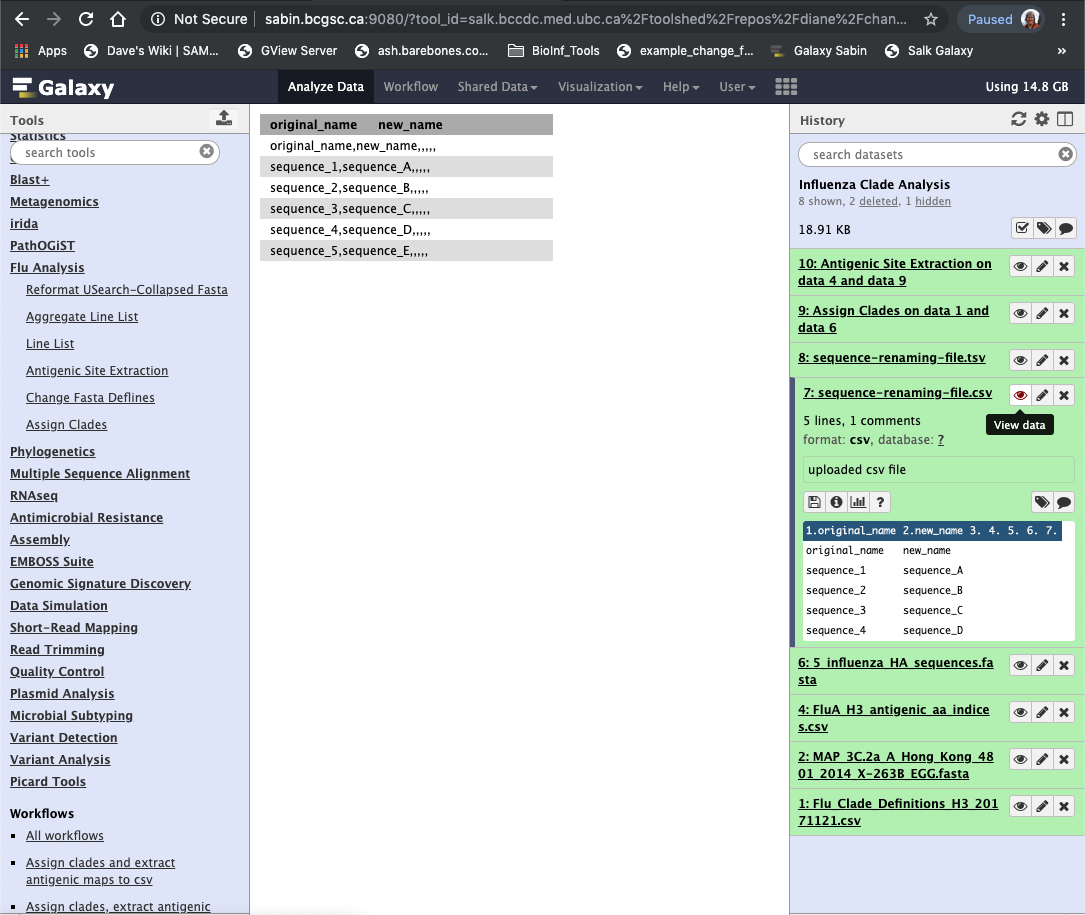 Not Secure | sabin.bcgsc.ca:9080/?tool_id=salk.bccdc.med.ubc.ca%2Ftoolshed%2Frepos%2Fdiane%2Fchan...
Paused
Apps
Dave's Wiki | SAM...
GView Server
ash.barebones.co...
BioInf_Tools
example_change_f...
Galaxy Sabin
Salk Galaxy
»
Galaxy
Analyze Data
Workflow
Shared Data
Visualization
Help
User
Using 14.8 GB
Tools
Statistics
search tools
Blast+
Metagenomics
irida
PathOGiST
Flu Analysis
Reformat USearch-Collapsed Fasta
Aggregate Line List
Line List
Antigenic Site Extraction
Change Fasta Deflines
Assign Clades
Phylogenetics
Multiple Sequence Alignment
RNAseq
Antimicrobial Resistance
Assembly
EMBOSS Suite
Genomic Signature Discovery
Data Simulation
Short-Read Mapping
Read Trimming
Quality Control
Plasmid Analysis
Microbial Subtyping
Variant Detection
Variant Analysis
Picard Tools
Workflows
All workflows
Assign clades and extract
antigenic maps to csv
Assign clades, extract antigenic
original_name new_name
original_name,new_name,,,,,
sequence_1,sequence_A,,,,,
sequence_2,sequence_B,,,,,
sequence_3,sequence_C,,,,,
sequence_4,sequence_D,,,,,
sequence_5,sequence_E,,,,,
History
search datasets
Influenza Clade Analysis
8 shown, 2 deleted, 1 hidden
18.91 KB
10: Antigenic Site Extraction on
data 4 and data 9
9: Assign Clades on data 1 and
data 6
8: sequence-renaming-file.tsv
7: sequence-renaming-file.csv
View data
5 lines, 1 comments
format: csv, database: ?
uploaded csv file
?
1.original_name 2.new_name 3. 4. 5. 6. 7.
original_name new_name
sequence_1 sequence_A
sequence_2 sequence_B
sequence_3 sequence_C
sequence_4 sequence_D
6: 5_influenza_HA_sequences.fa
sta
4: FluA_H3_antigenic_aa_indice
s.csv
2: MAP_3C.2a_A_Hong_Kong_48
01_2014_X-263B_EGG.fasta
1: Flu_Clade_Definitions_H3_201
71121.csv